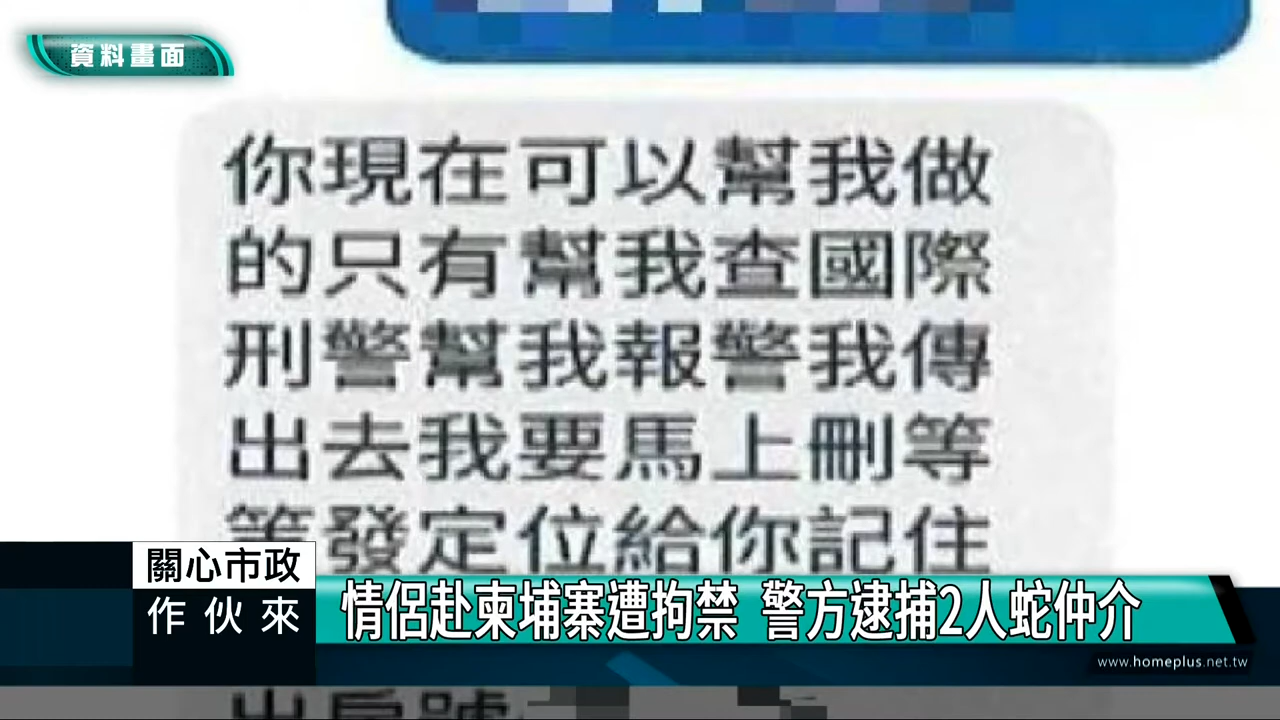 資料畫面
你現在可以幫我做
的只有幫我查國際
刑警幫我報警我傳
出去我要馬上刪等
等發定位給你記住
關心市政
作伙來
情侶赴柬埔寨遭拘禁 警方逮捕2人蛇仲介
www.homeplus.net.tw